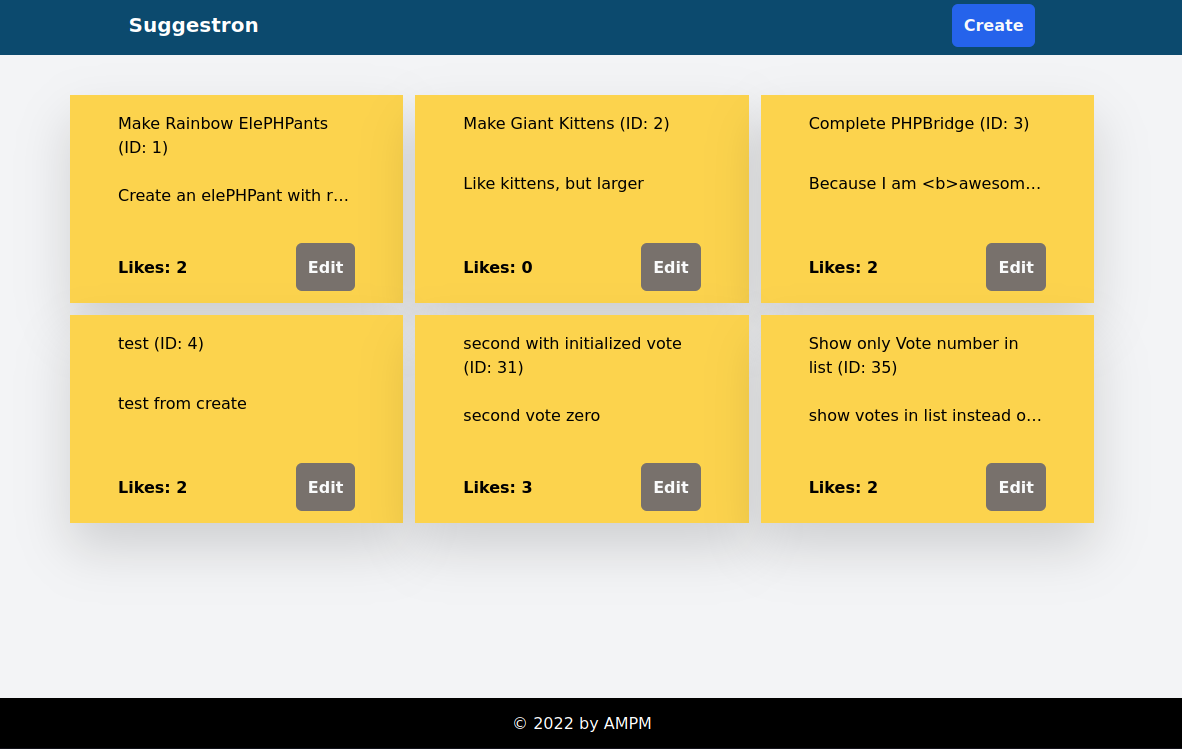 Suggestron
Create
Make Rainbow ElePHPants
(ID: 1)
Create an elePHPant with r...
Likes: 2
Edit
Make Giant Kittens (ID: 2)
Like kittens, but larger
Likes: 0
Edit
Complete PHPBridge (ID: 3)
Because I am <b>awesom...
Likes: 2
Edit
test (ID: 4)
test from create
Likes: 2
Edit
second with initialized vote
(ID: 31)
second vote zero
Likes: 3
Edit
Show only Vote number in
list (ID: 35)
show votes in list instead o...
Likes: 2
Edit
© 2022 by AMPM